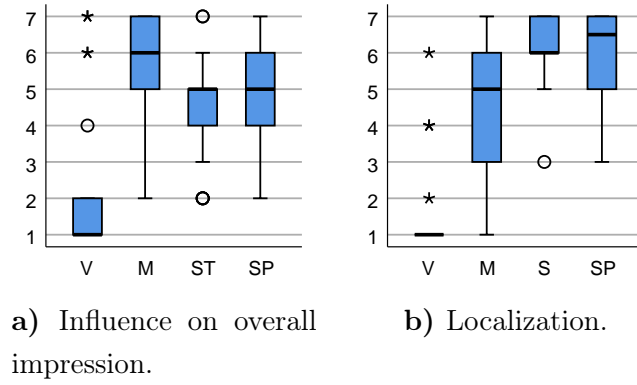 7
6
5
4
3
2
1
V M ST SP
7
6
5
4
3
2
1
V M S SP
a) Influence on overall
impression.
b) Localization.